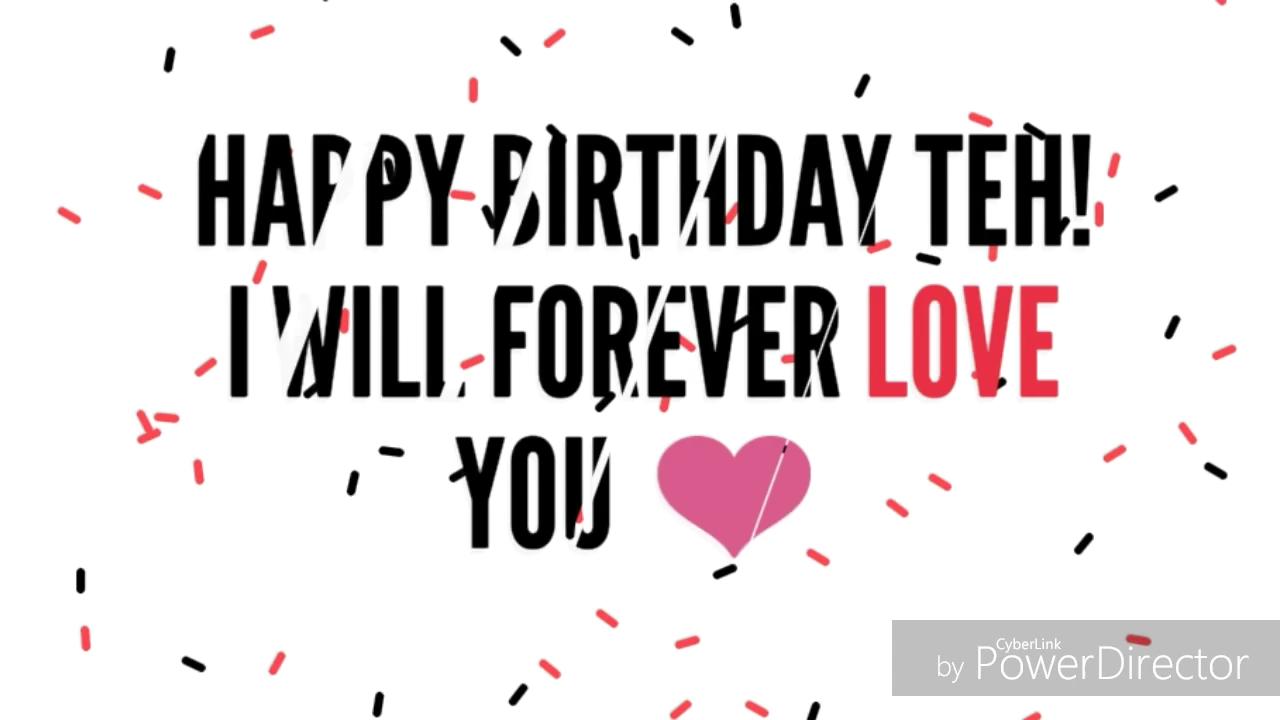 HAPPY BIRTHDAY TEH!
I WILL FOREVER LOVE
YOU
CyberLink
by PowerDirector